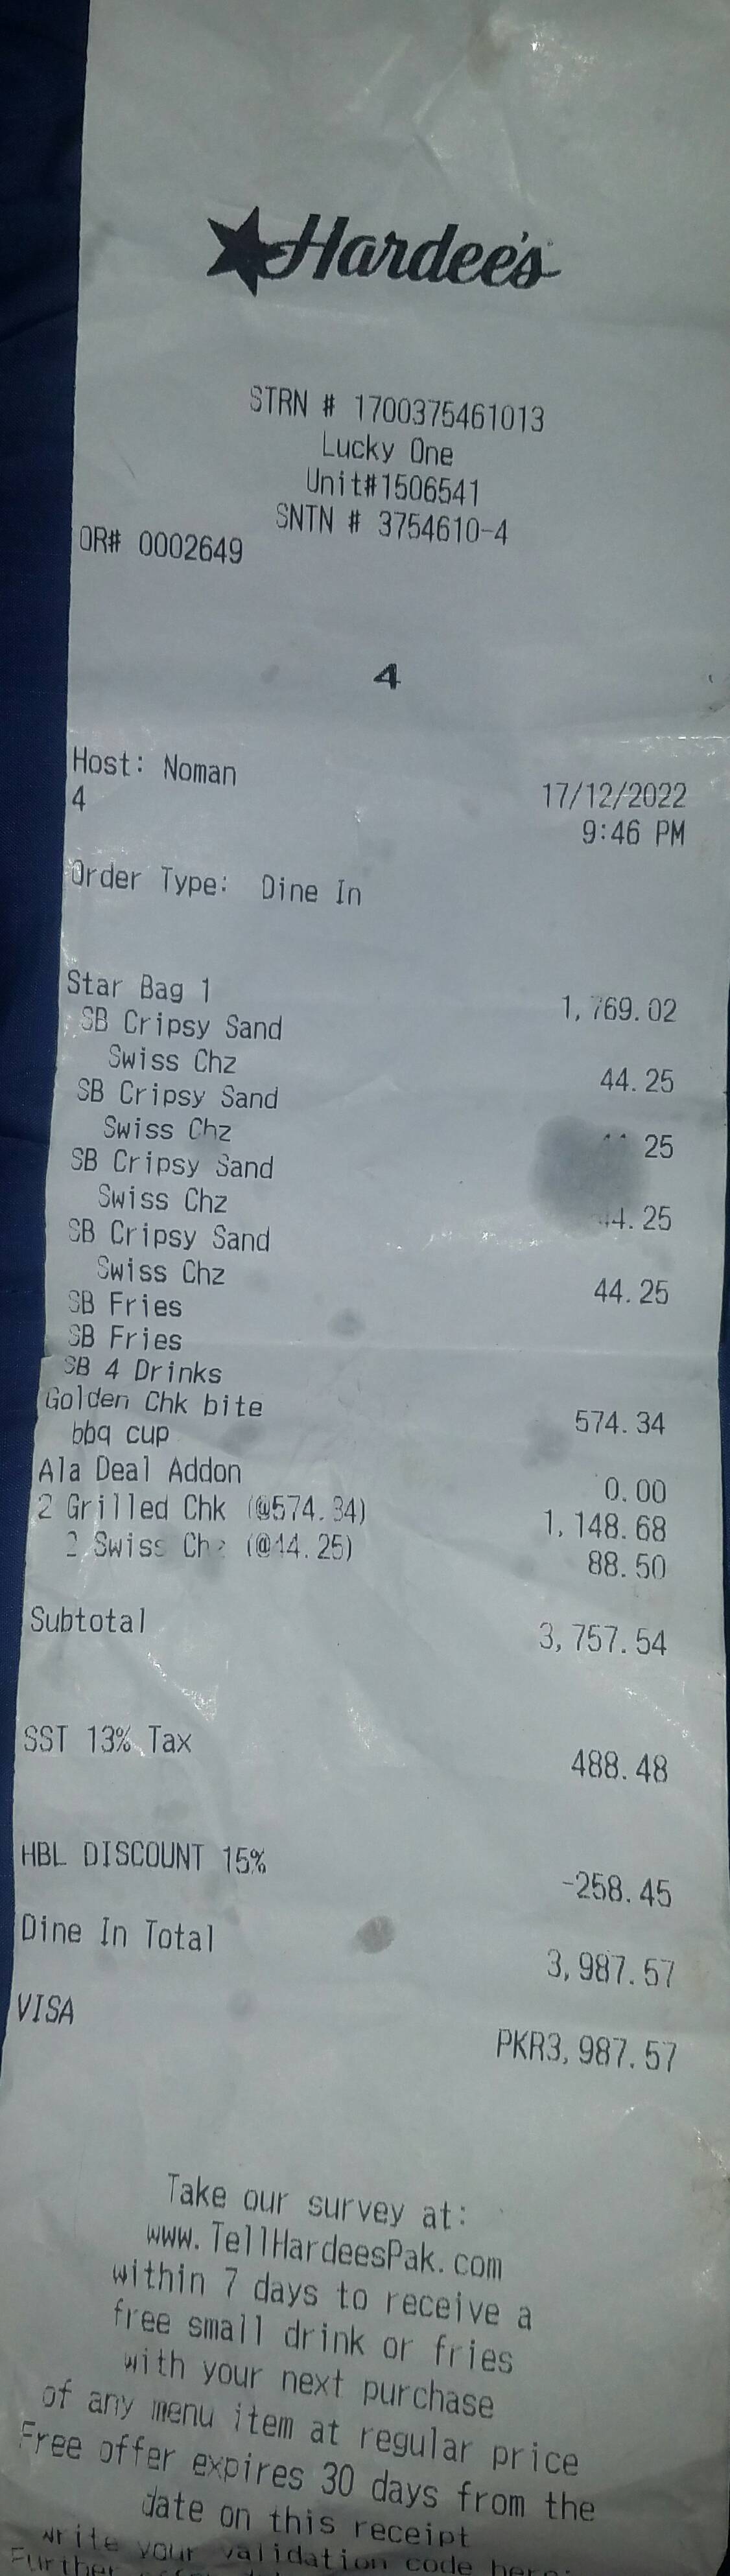 Hardee's
STRN # 1700375461013
Lucky One
Unit#1506541
SNTN # 3754610-4
OR# 0002649
4
Host: Noman
4
17/12/2022
9:46 PM
Order Type: Dine In
Star Bag 1 1,769.02
SB Cripsy Sand
Swiss Chz 44.25
SB Cripsy Sand
Swiss Chz 25
SB Cripsy Sand
Swiss Chz 4.25
SB Cripsy Sand
Swiss Chz 44.25
SB Fries
SB Fries
SB 4 Drinks
Golden Chk bite 574.34
bbq cup
Ala Deal Addon 0.00
2 Grilled Chk (@574.34) 1,148.68
2 Swiss Chz (@44.25) 88.50
Subtotal 3,757.54
SST 13% Tax 488.48
HBL DISCOUNT 15% -258.45
Dine In Total 3,987.57
VISA PKR3,987.57
Take our survey at:
www.TellHardeesPak.com
within 7 days to receive a
free small drink or fries
with your next purchase
of any menu item at regular price
Free offer expires 30 days from the
date on this receipt
write your validation code here:
Further